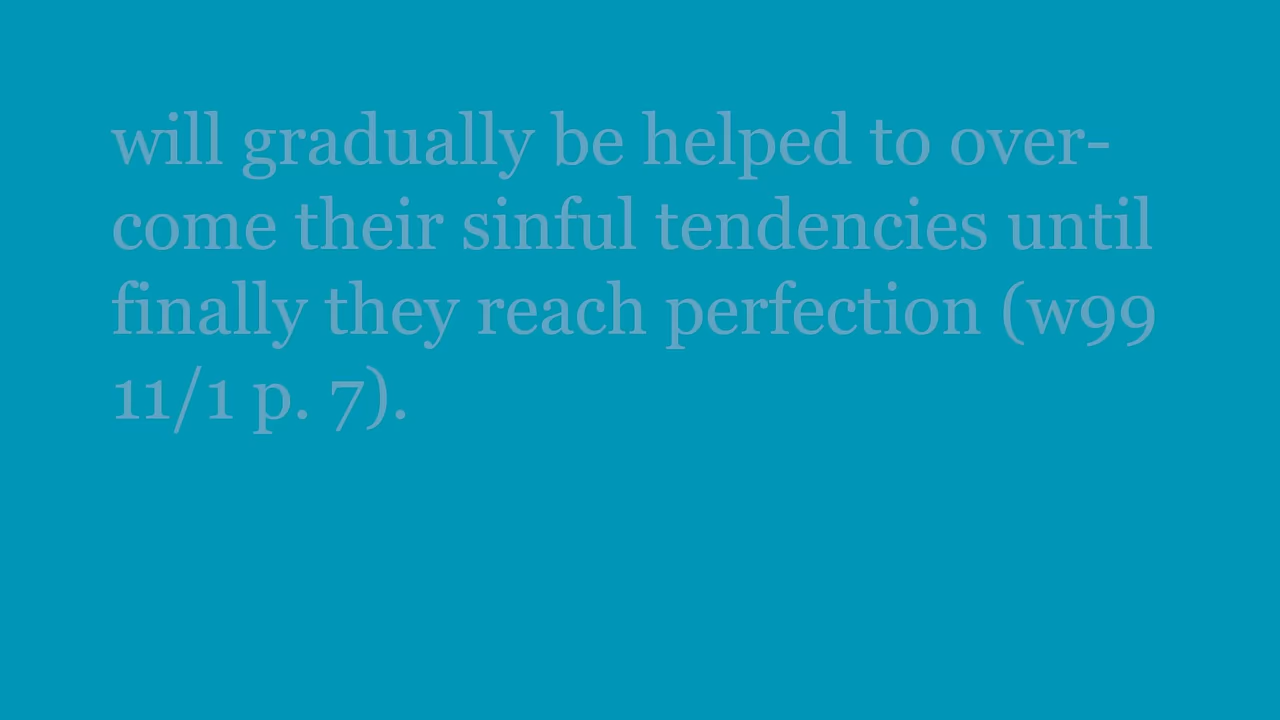 will gradually be helped to over-
come their sinful tendencies until
finally they reach perfection (w99
11/1 p. 7).